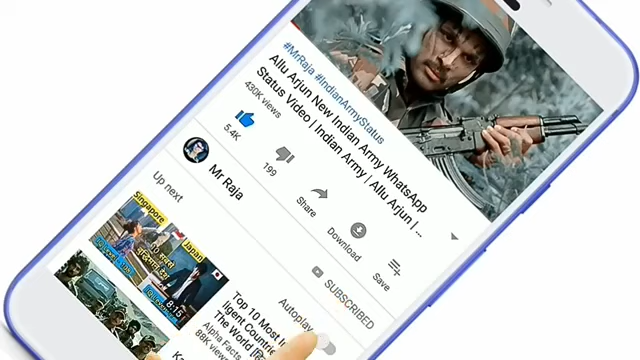 #MrRaja #IndianArmyStatus
Allu Arjun New Indian Army WhatsApp
Status Video | Indian Army | Allu Arjun | ...
430K views
5.4K
199
Share
Download
Save
Mr Raja
SUBSCRIBED
Up next
Autoplay
Singapore
Japan
8:15
Top 10 Most In
ligent Countrie
The World
Alpha Facts
88K views